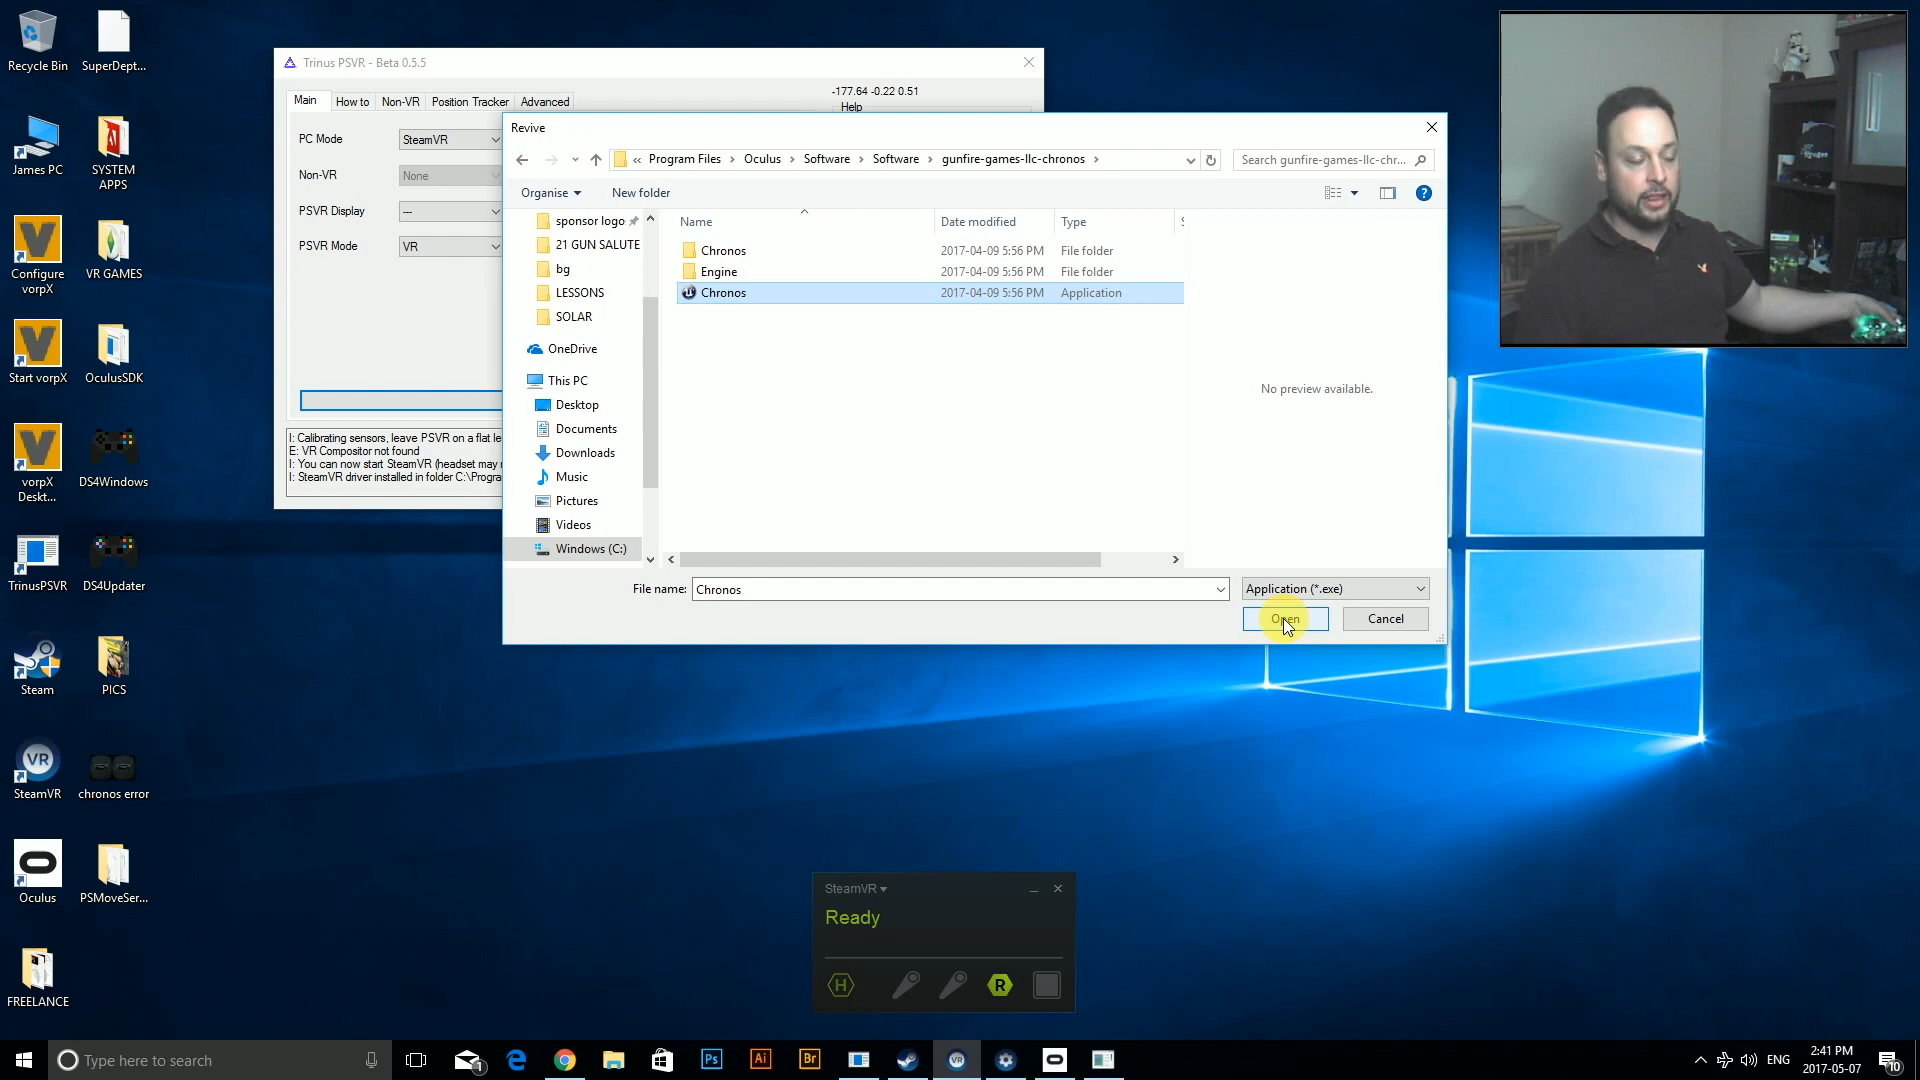 Recycle Bin
SuperDept...
James PC
SYSTEM
APPS
Configure
vorpX
VR GAMES
Start vorpX
OculusSDK
vorpX
Deskt...
DS4Windows
TrinusPSVR
DS4Updater
Steam
PICS
VR
SteamVR
chronos error
Oculus
PSMoveSer...
FREELANCE
Trinus PSVR - Beta 0.5.5
Main
How to
Non-VR
Position Tracker
Advanced
-177.64 -0.22 0.51
Help
PC Mode
SteamVR
Non-VR
None
PSVR Display
---
PSVR Mode
VR
I: Calibrating sensors, leave PSVR on a flat le
E: VR Compositor not found
I: You can now start SteamVR (headset may
I: SteamVR driver installed in folder C:\Progra
Revive
« Program Files > Oculus > Software > Software > gunfire-games-llc-chronos >
Search gunfire-games-llc-chr...
Organise
New folder
?
sponsor logo
21 GUN SALUTE
bg
LESSONS
SOLAR
OneDrive
This PC
Desktop
Documents
Downloads
Music
Pictures
Videos
Windows (C:)
Name
Date modified
Type
Chronos
2017-04-09 5:56 PM
File folder
Engine
2017-04-09 5:56 PM
File folder
Chronos
2017-04-09 5:56 PM
Application
No preview available.
File name:
Chronos
Application (*.exe)
Open
Cancel
SteamVR
Ready
H
R
Type here to search
1
Ps
Ai
Br
VR
ENG
2:41 PM
2017-05-07
10